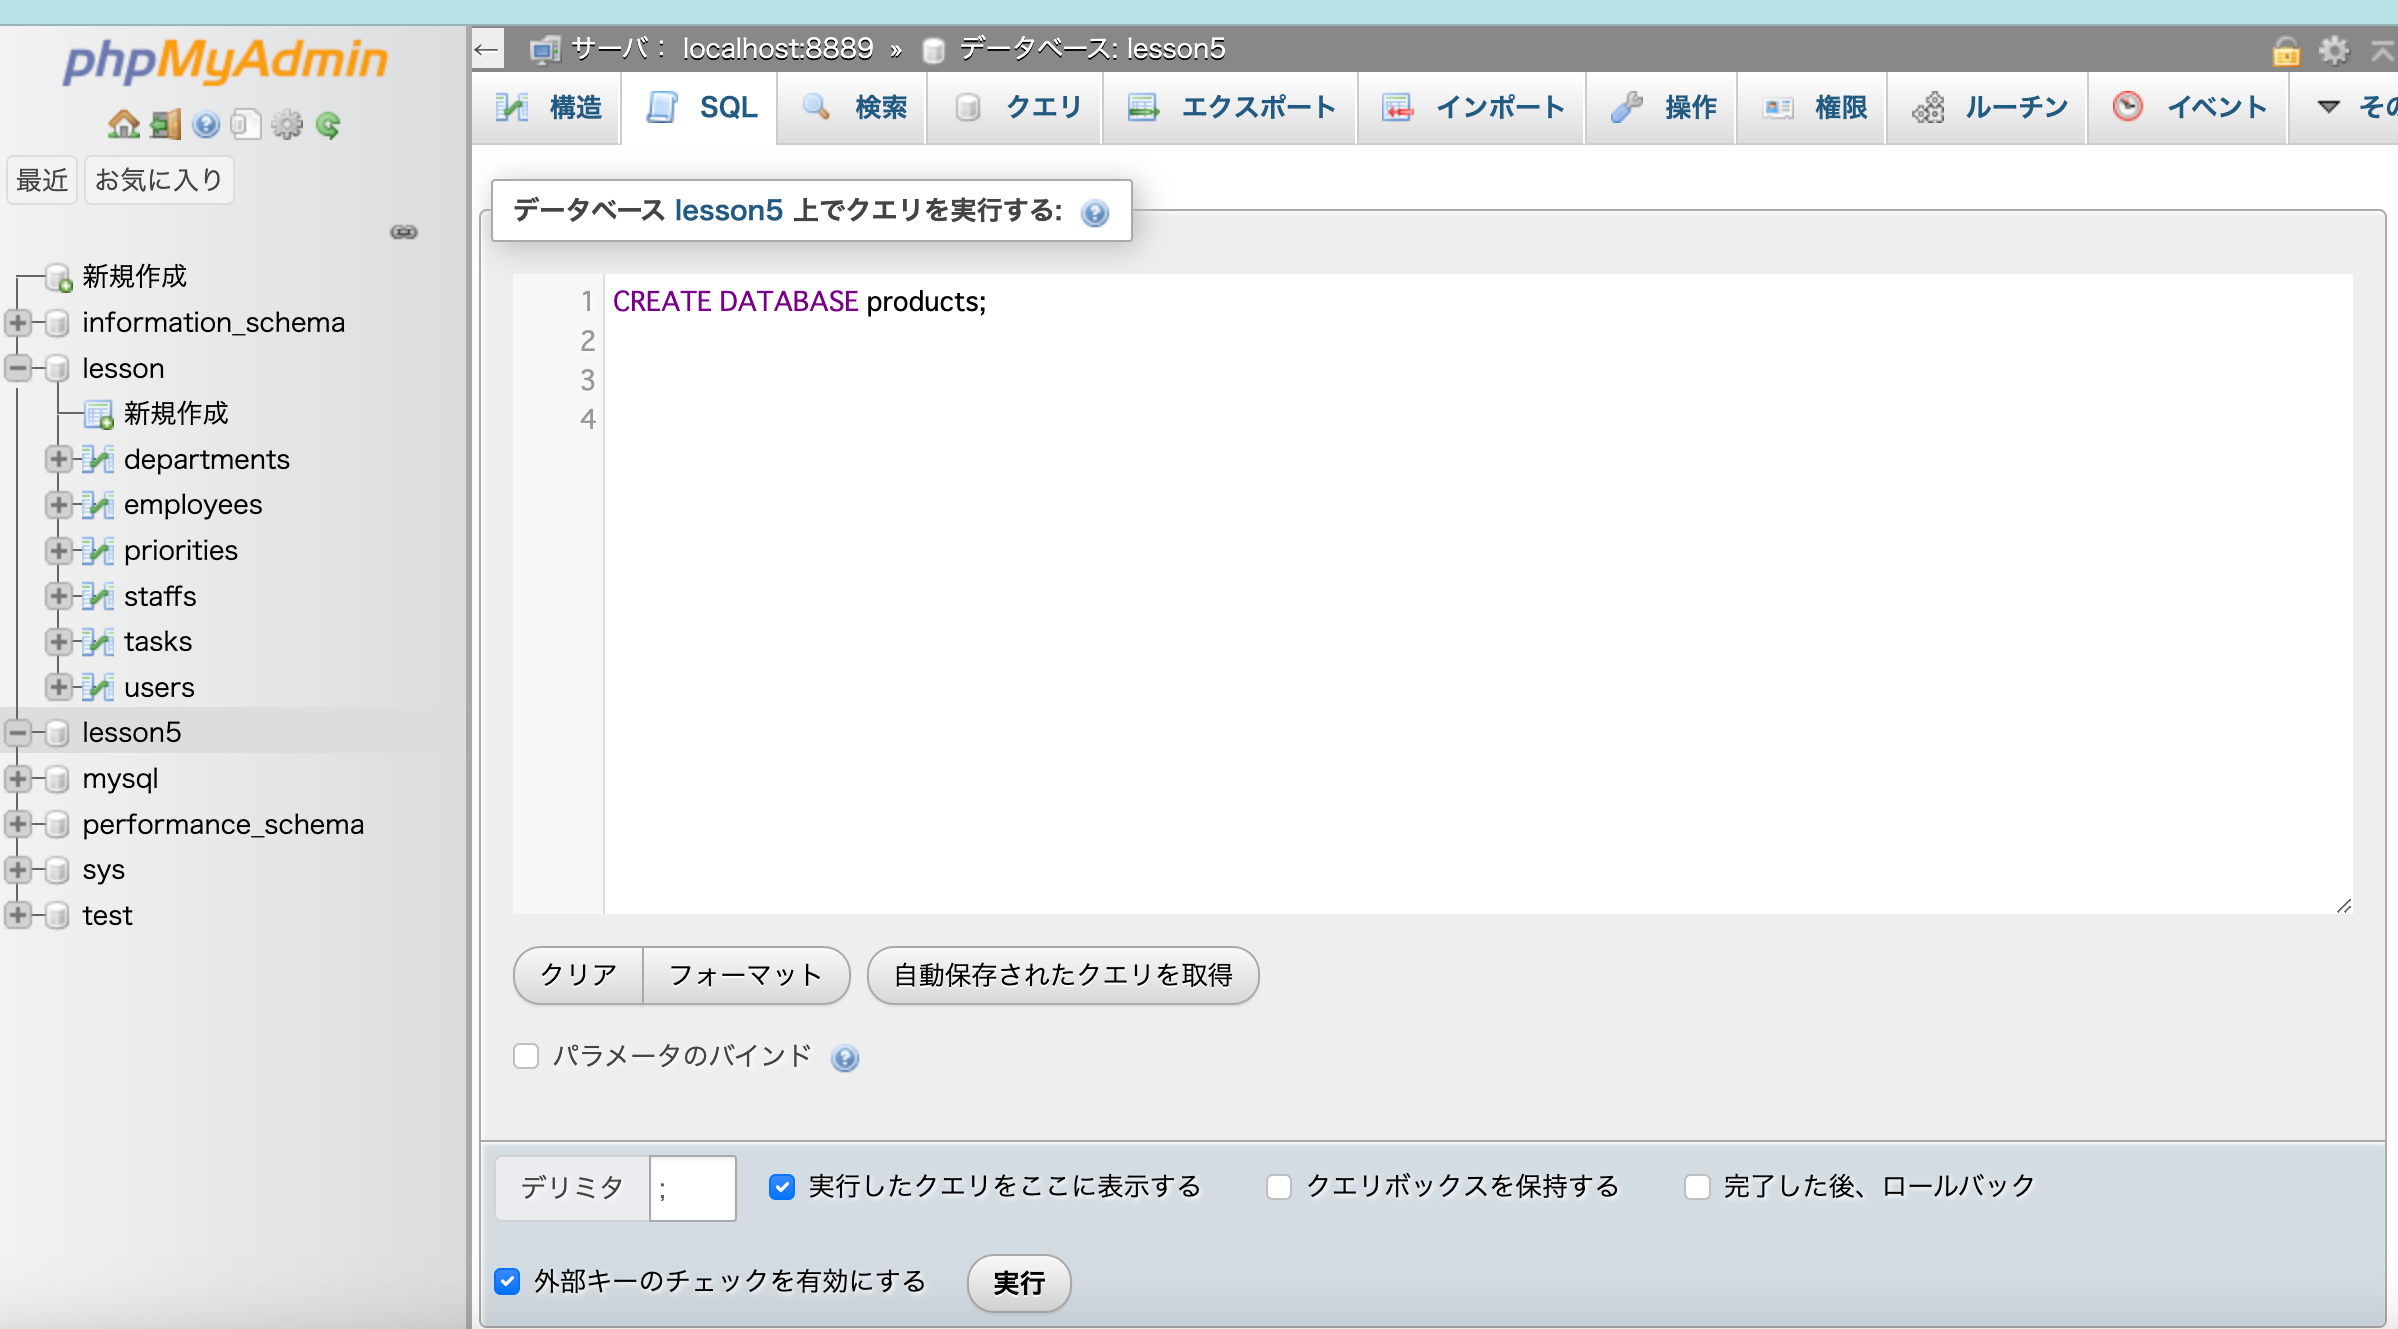 phpMyAdmin
最近 お気に入り
新規作成
information_schema
lesson
新規作成
departments
employees
priorities
staffs
tasks
users
lesson5
mysql
performance_schema
sys
test
← サーバ： localhost:8889 » データベース: lesson5
構造 SQL 検索 クエリ エクスポート インポート 操作 権限 ルーチン イベント その
データベース lesson5 上でクエリを実行する:
1 CREATE DATABASE products;
2
3
4
クリア フォーマット 自動保存されたクエリを取得
パラメータのバインド
デリミタ ; 実行したクエリをここに表示する クエリボックスを保持する 完了した後、ロールバック
外部キーのチェックを有効にする 実行